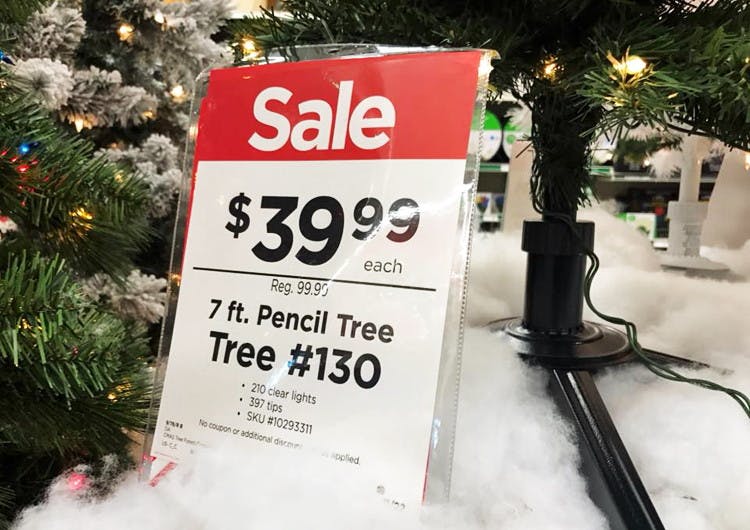 Sale
$39 99
each
Reg. 99.99
7 ft. Pencil Tree
Tree #130
• 210 clear lights
• 397 tips
• SKU #10293311
No coupon or additional applied.